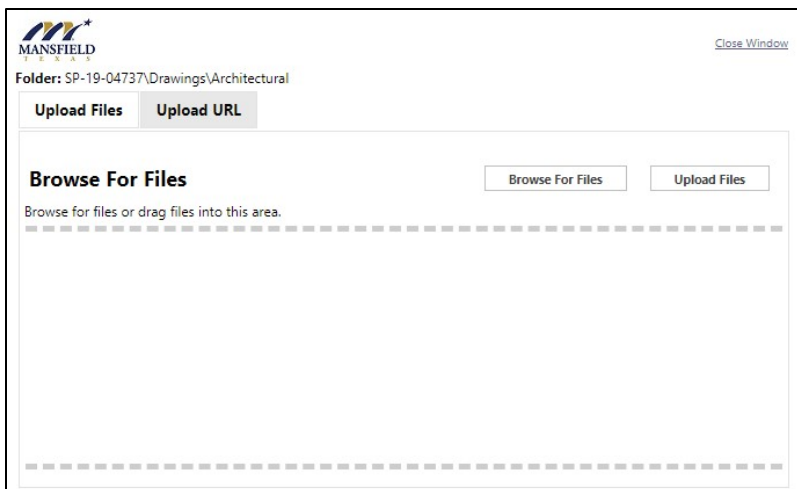 MANSFIELD
TEXAS
Close Window
Folder: SP-19-04737\Drawings\Architectural
Upload Files
Upload URL
Browse For Files
Browse For Files
Upload Files
Browse for files or drag files into this area.